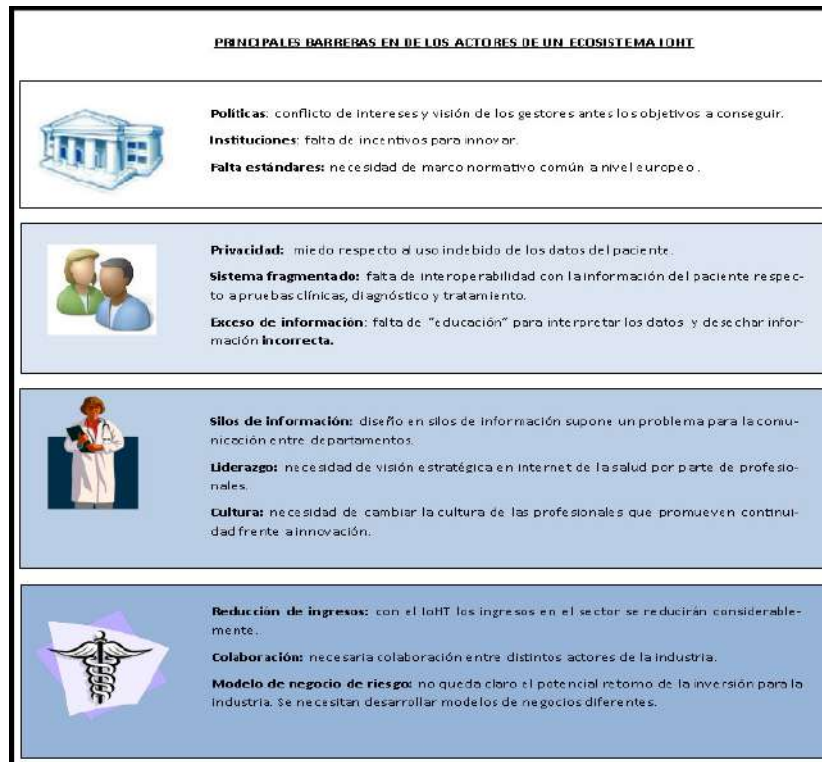 PRINCIPALES BARRERAS EN DE LOS ACTORES DE UN ECOSISTEMA IOHT
Políticas: conflicto de intereses y visión de los gestores antes los objetivos a conseguir.
Instituciones: falta de incentivos para innovar.
Falta estándares: necesidad de marco normativo común a nivel europeo.
Privacidad: miedo respecto al uso indebido de los datos del paciente.
Sistema fragmentado: falta de interoperabilidad con la información del paciente respec-
to a pruebas clínicas, diagnóstico y tratamiento.
Exceso de información: falta de "educación" para interpretar los datos y desechar infor-
mación incorrecta.
Silos de información: diseño en silos de información supone un problema para la comu-
nicación entre departamentos.
Liderazgo: necesidad de visión estratégica en internet de la salud por parte de profesio-
nales.
Cultura: necesidad de cambiar la cultura de las profesionales que promueven continui-
dad frente a innovación.
Reducción de ingresos: con el IoHT los ingresos en el sector se reducirán considerable-
mente.
Colaboración: necesaria colaboración entre distintos actores de la industria.
Modelo de negocio de riesgo: no queda claro el potencial retorno de la inversión para la
industria. Se necesitan desarrollar modelos de negocios diferentes.